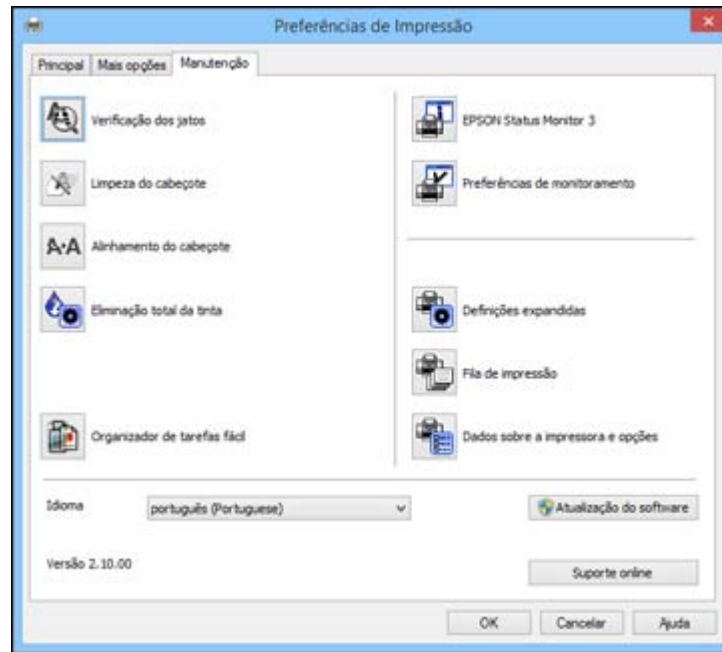 Preferências de Impressão
Principal
Mais opções
Manutenção
Verificação dos jatos
EPSON Status Monitor 3
Limpeza do cabeçote
Preferências de monitoramento
A·A
Alinhamento do cabeçote
Eliminação total da tinta
Definições expandidas
Fila de impressão
Organizador de tarefas fácil
Dados sobre a impressora e opções
Idioma
português (Portuguese)
Atualização do software
Versão 2.10.00
Suporte online
OK
Cancelar
Ajuda